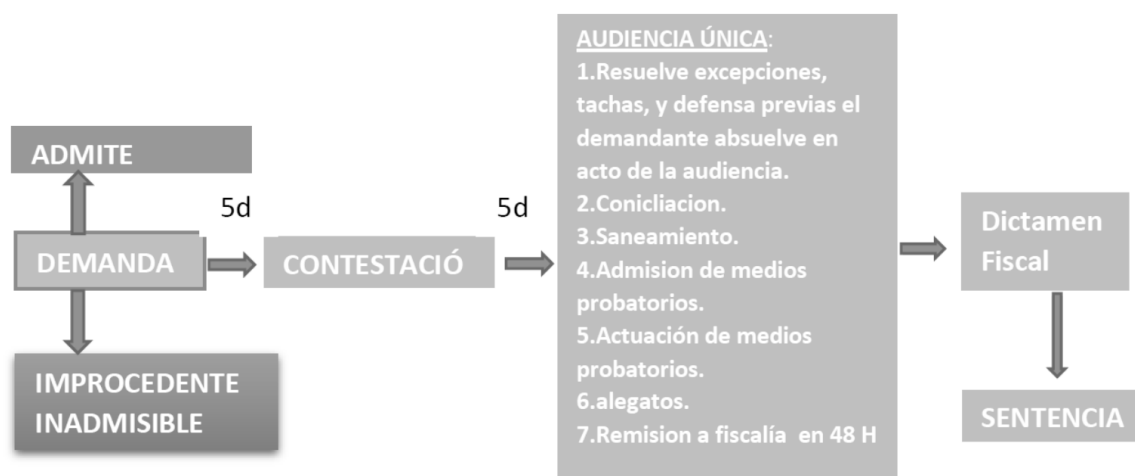 ADMITE
5d
DEMANDA
IMPROCEDENTE
INADMISIBLE
CONTESTACIÓ
5d
AUDIENCIA ÚNICA:
1.Resuelve excepciones,
tachas, y defensa previas el
demandante absuelve en
acto de la audiencia.
2.Conicliacion.
3.Saneamiento.
4.Admision de medios
probatorios.
5.Actuación de medios
probatorios.
6.alegatos.
7.Remision a fiscalía en 48 H
Dictamen
Fiscal
SENTENCIA